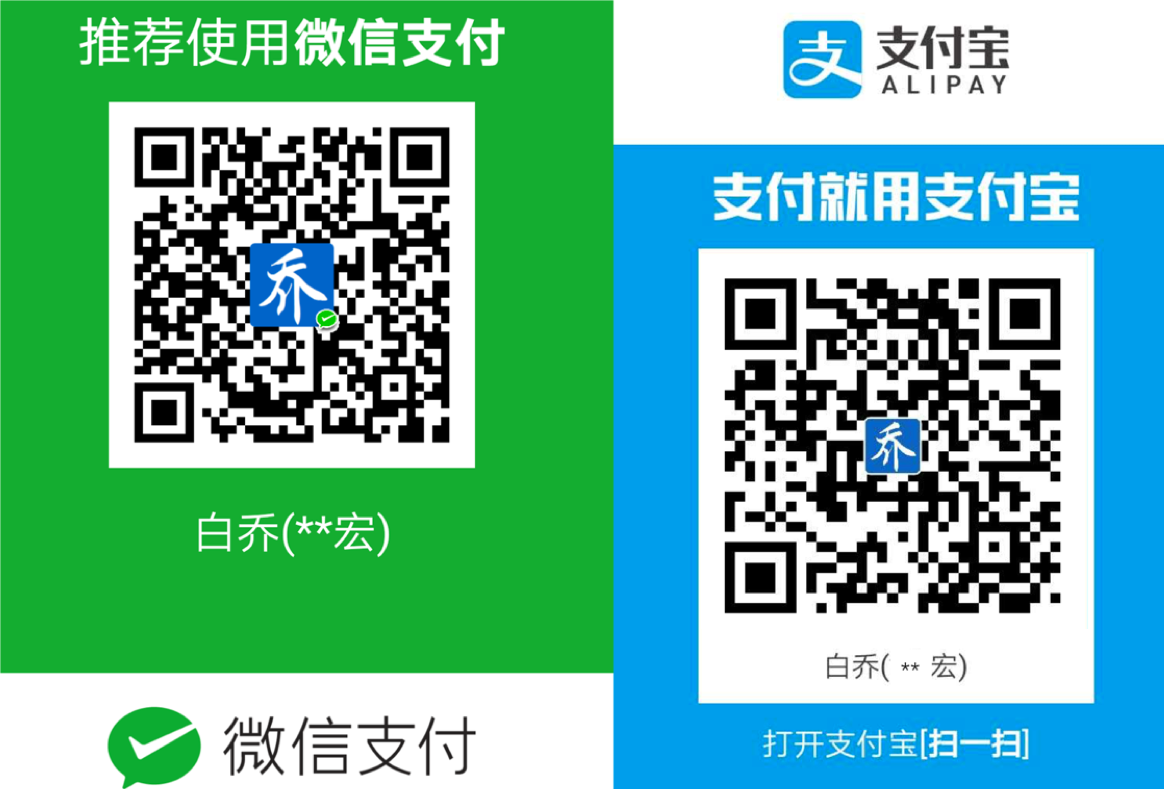 推荐使用微信支付
乔
白乔(**宏)
微信支付
支
支付宝
ALIPAY
支付就用支付宝
乔
白乔( ** 宏)
打开支付宝[扫一扫]